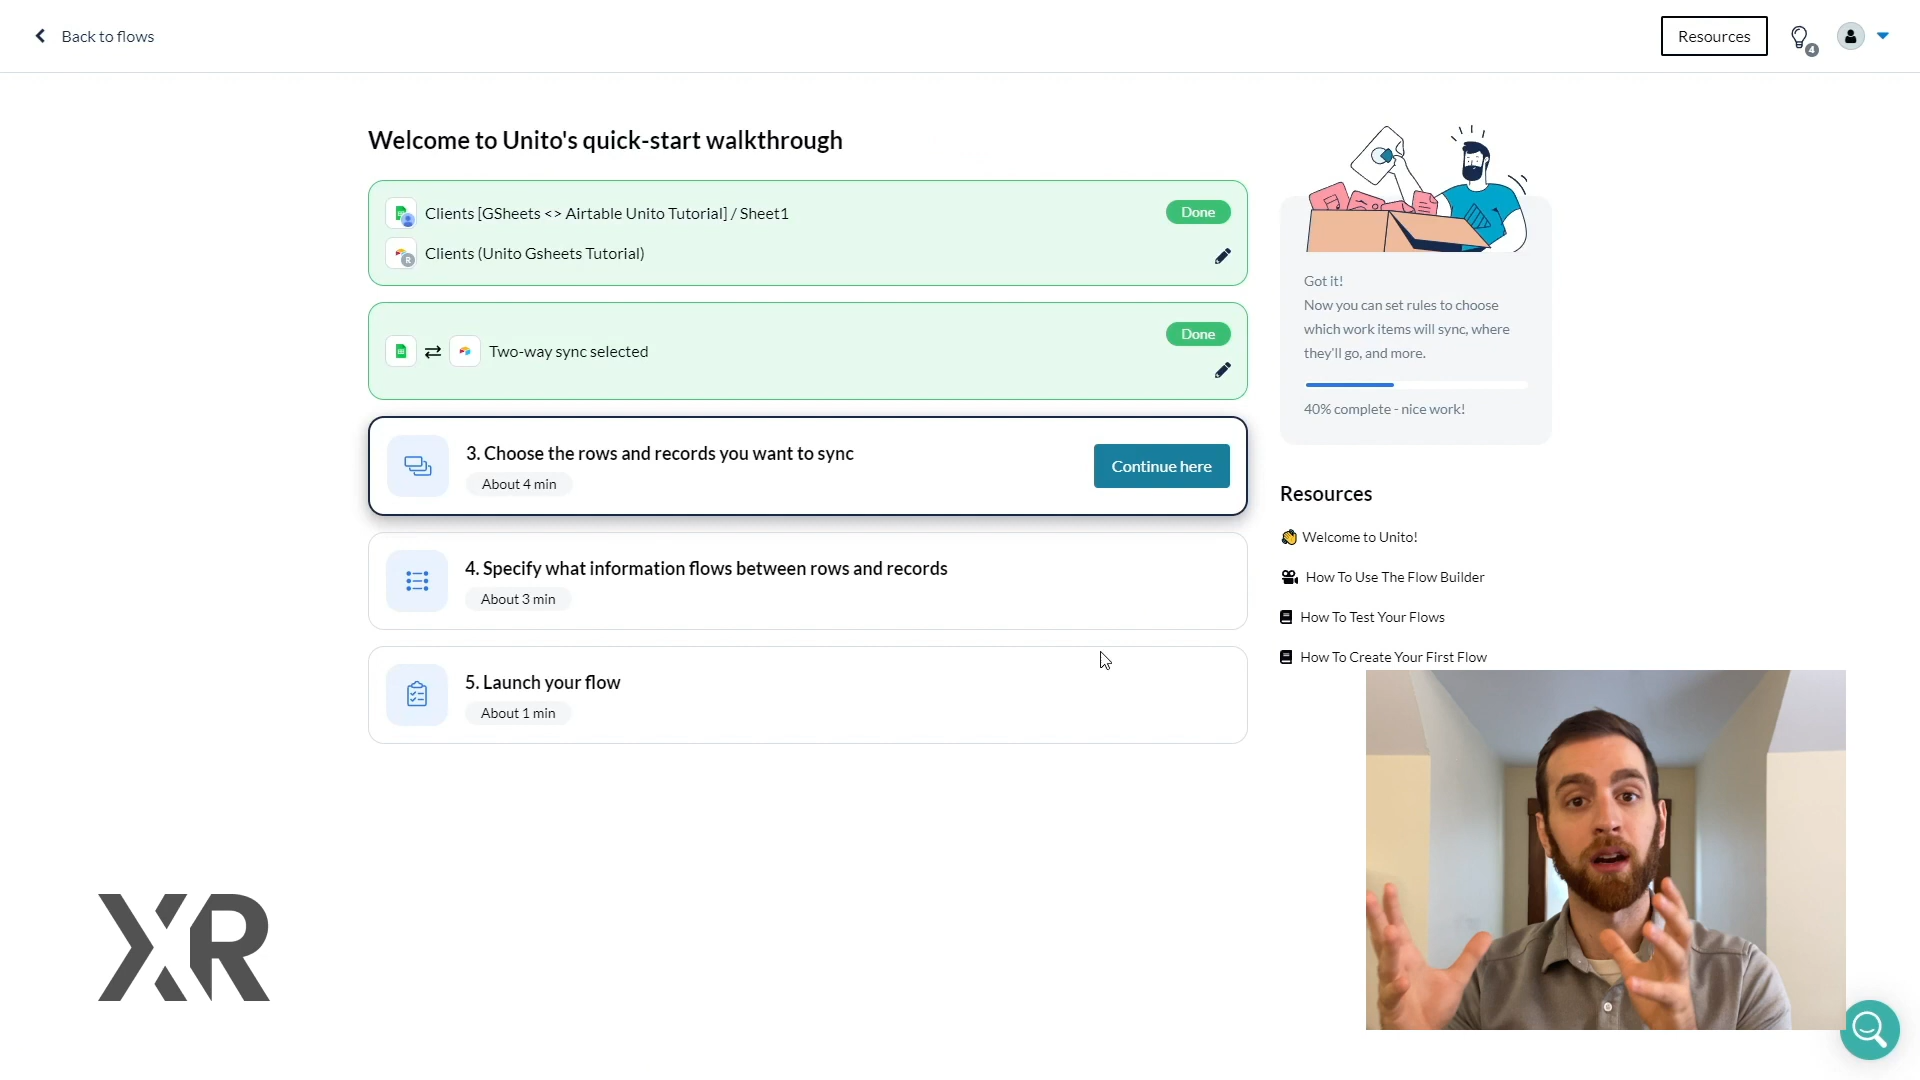 Back to flows
Resources
4
Welcome to Unito's quick-start walkthrough
Clients [GSheets <> Airtable Unito Tutorial] / Sheet1
Done
R
Clients (Unito Gsheets Tutorial)
Two-way sync selected
Done
3. Choose the rows and records you want to sync
About 4 min
Continue here
4. Specify what information flows between rows and records
About 3 min
5. Launch your flow
About 1 min
Got it!
Now you can set rules to choose
which work items will sync, where
they'll go, and more.
40% complete - nice work!
Resources
Welcome to Unito!
How To Use The Flow Builder
How To Test Your Flows
How To Create Your First Flow
XR